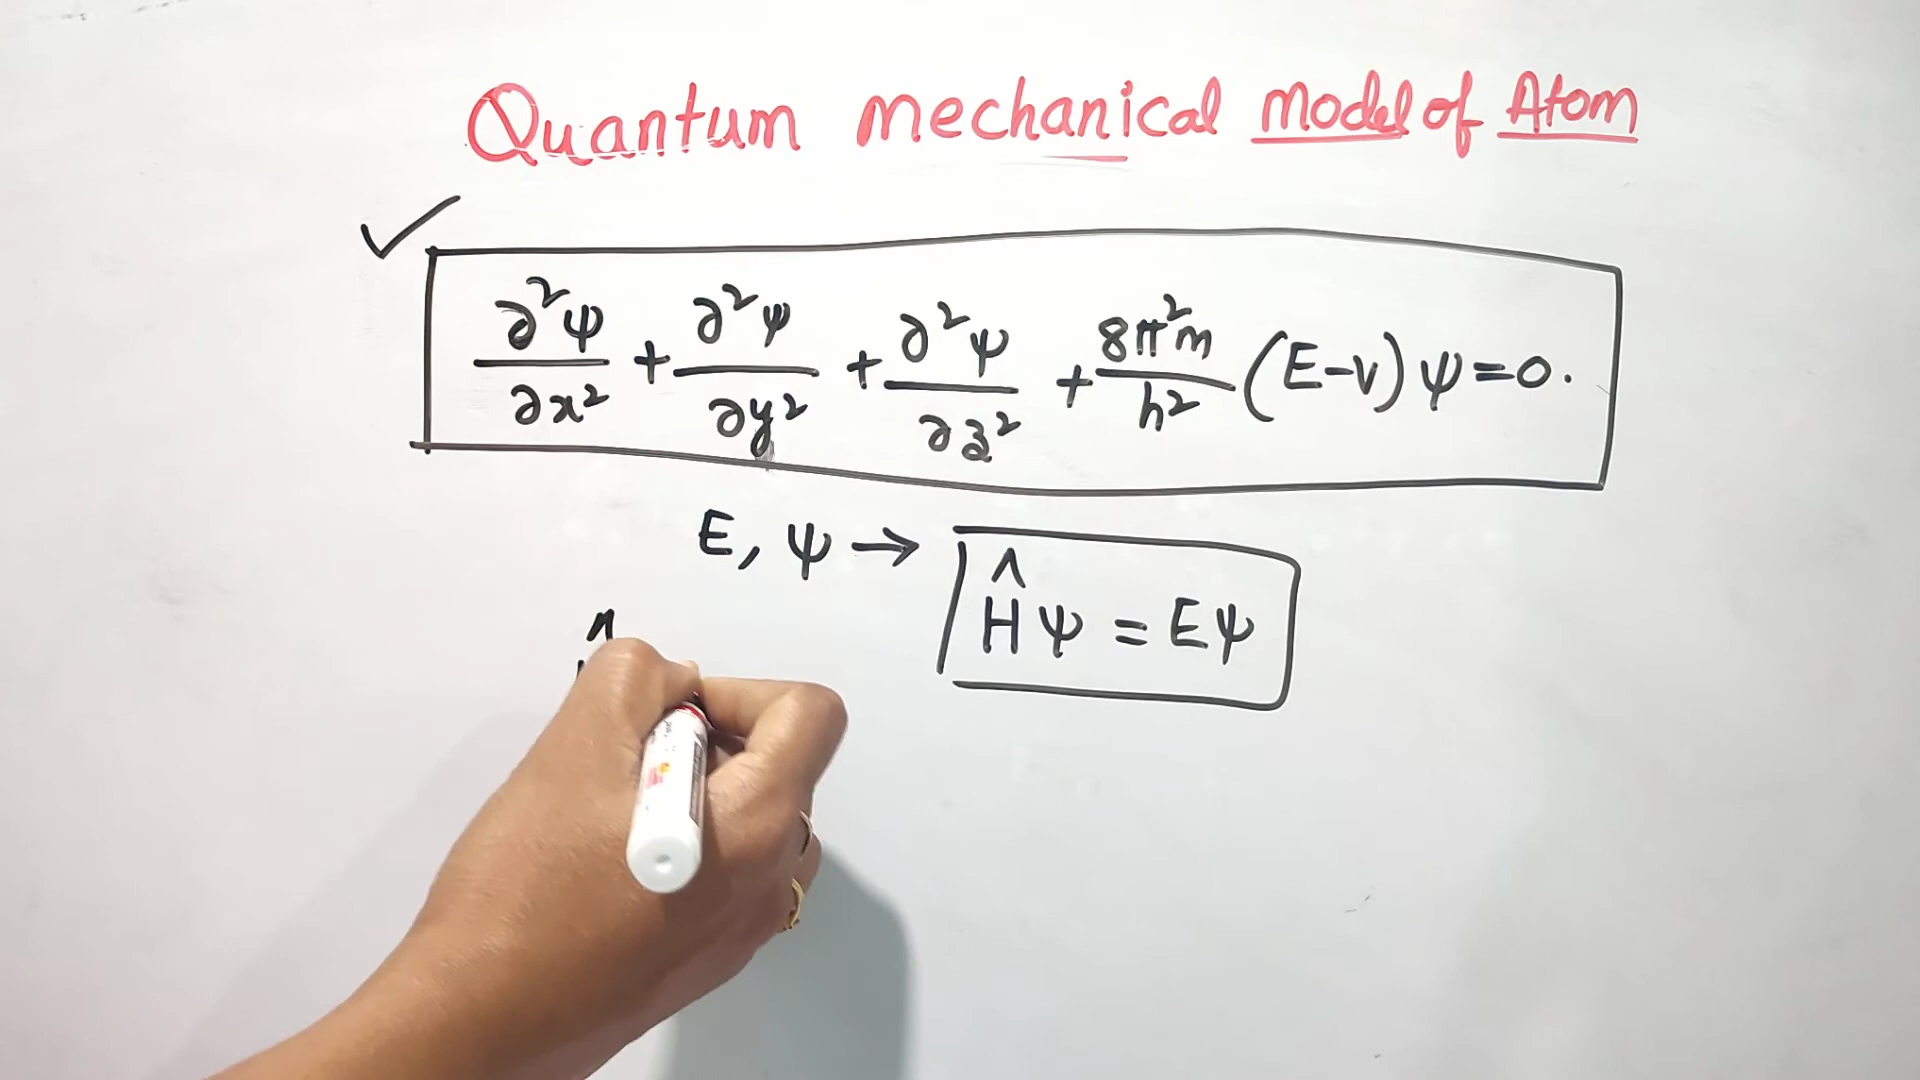 Quantum mechanical model of Atom
∂²ψ/∂x² + ∂²ψ/∂y² + ∂²ψ/∂z² + 8π²m/h² (E-V) ψ = 0.
E, ψ → Ĥψ = Eψ